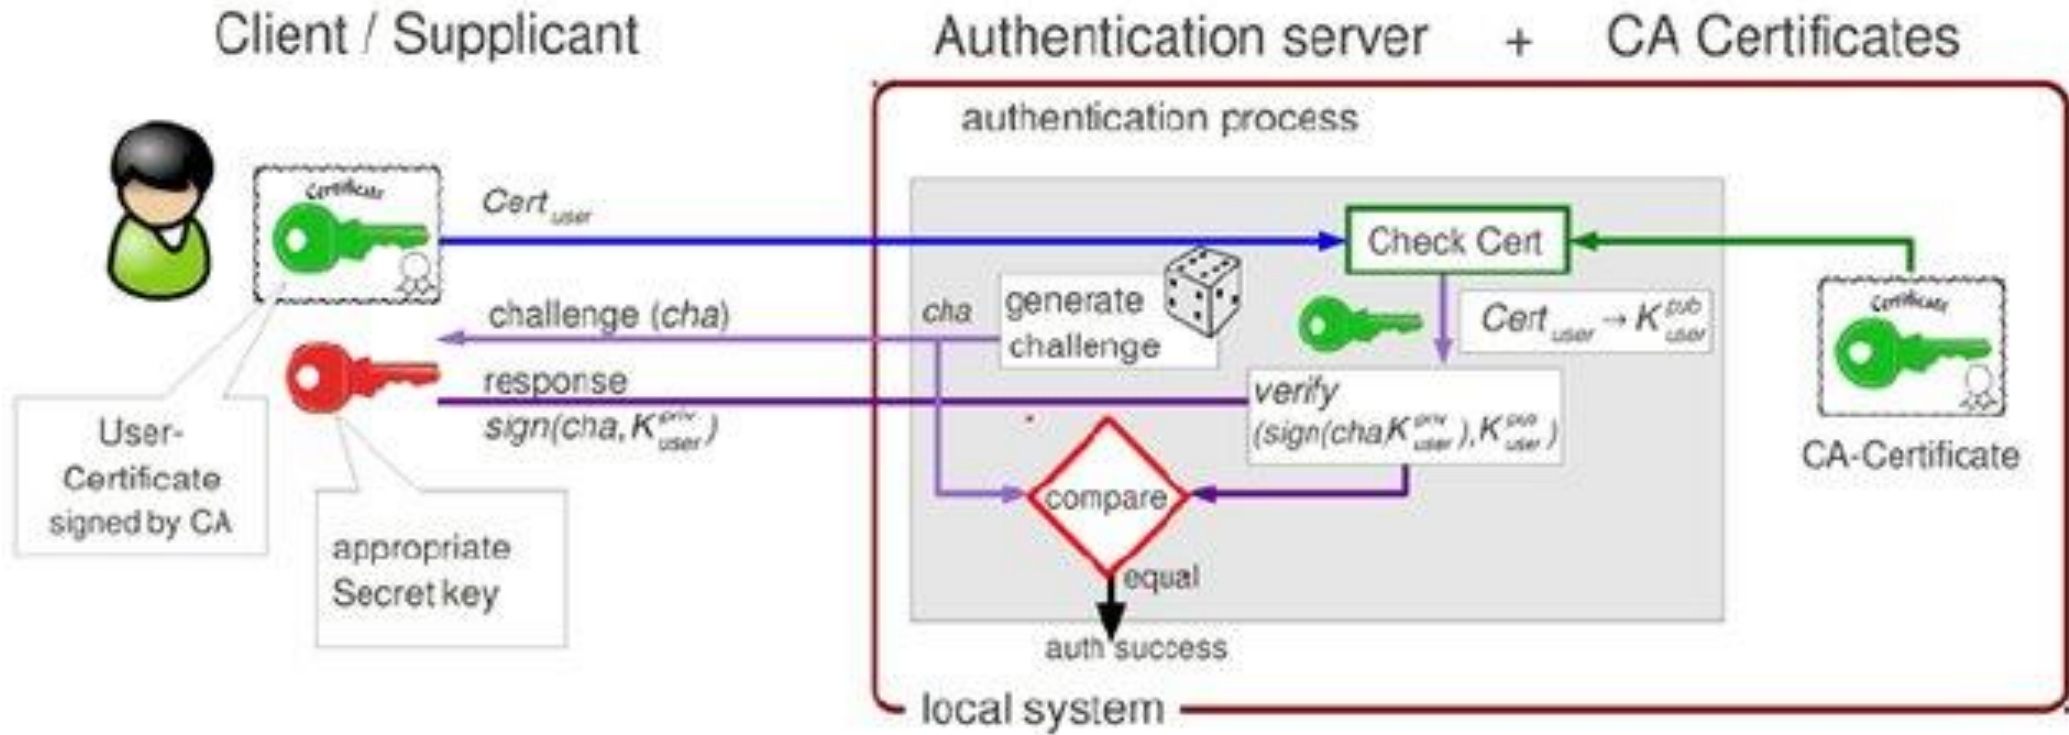 Client / Supplicant
Authentication server + CA Certificates
authentication process
Certificate
Cert user
Check Cert
challenge (cha)
cha
generate
challenge
Cert user → K pub user
Certificate
response
sign(cha, K priv user)
verify
(sign(cha,K priv user), K pub user)
User-
Certificate
signed by CA
CA-Certificate
compare
appropriate
Secret key
equal
auth success
local system